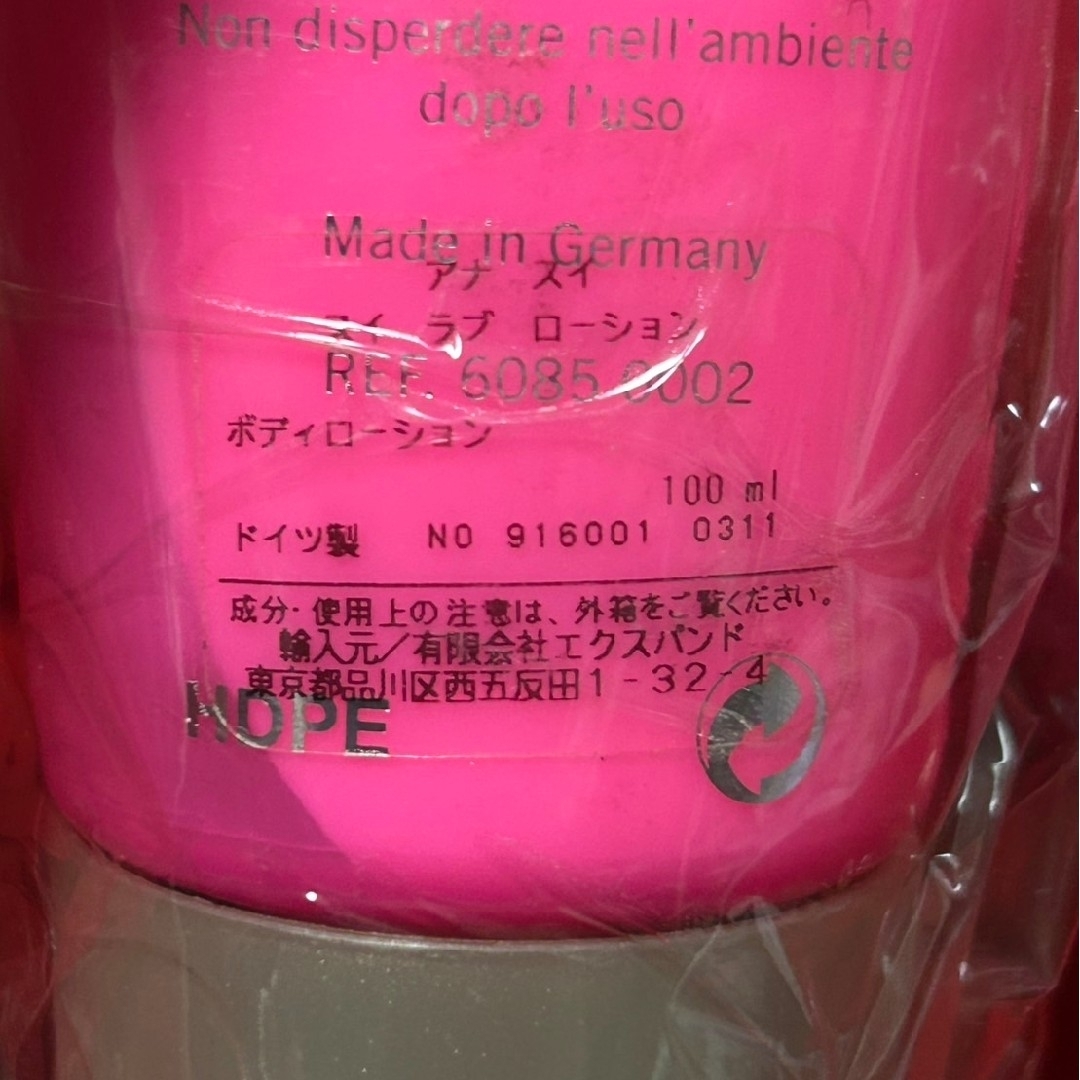 Non disperdere nell'ambiente
dopo l'uso
Made in Germany
アナ スイ
スイ ラブ ローション
REF. 6085 0002
ボディローション
100 ml
ドイツ製 NO 916001 0311
成分・使用上の注意は、外箱をご覧ください。
輸入元/有限会社エクスパンド
東京都品川区西五反田1-32-4
HDPE